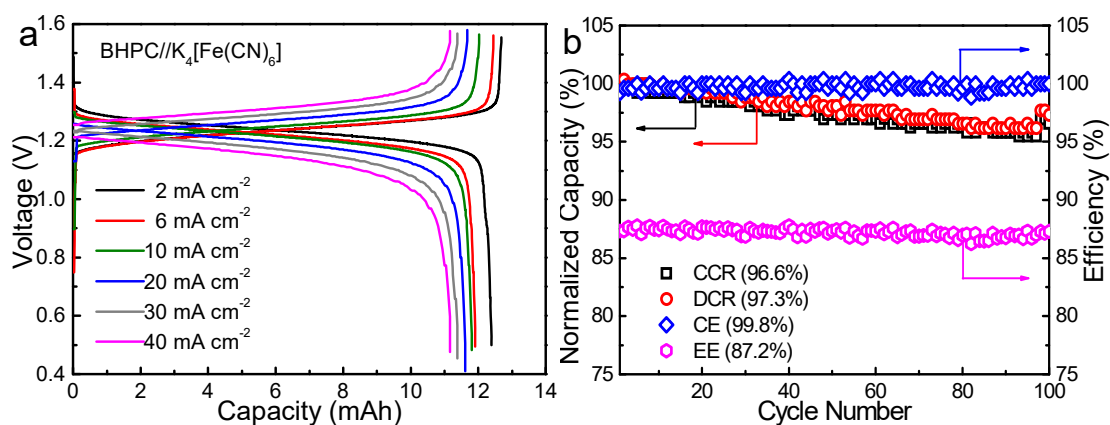 a
BHPC//K₄[Fe(CN)₆]
1.6
1.4
1.2
1.0
0.8
0.6
0.4
Voltage (V)
2 mA cm⁻²
6 mA cm⁻²
10 mA cm⁻²
20 mA cm⁻²
30 mA cm⁻²
40 mA cm⁻²
0 2 4 6 8 10 12 14
Capacity (mAh)
b
105
100
95
90
85
80
75
Normalized Capacity (%)
CCR (96.6%)
DCR (97.3%)
CE (99.8%)
EE (87.2%)
20 40 60 80 100
Cycle Number
105
100
95
90
85
80
75
Efficiency (%)